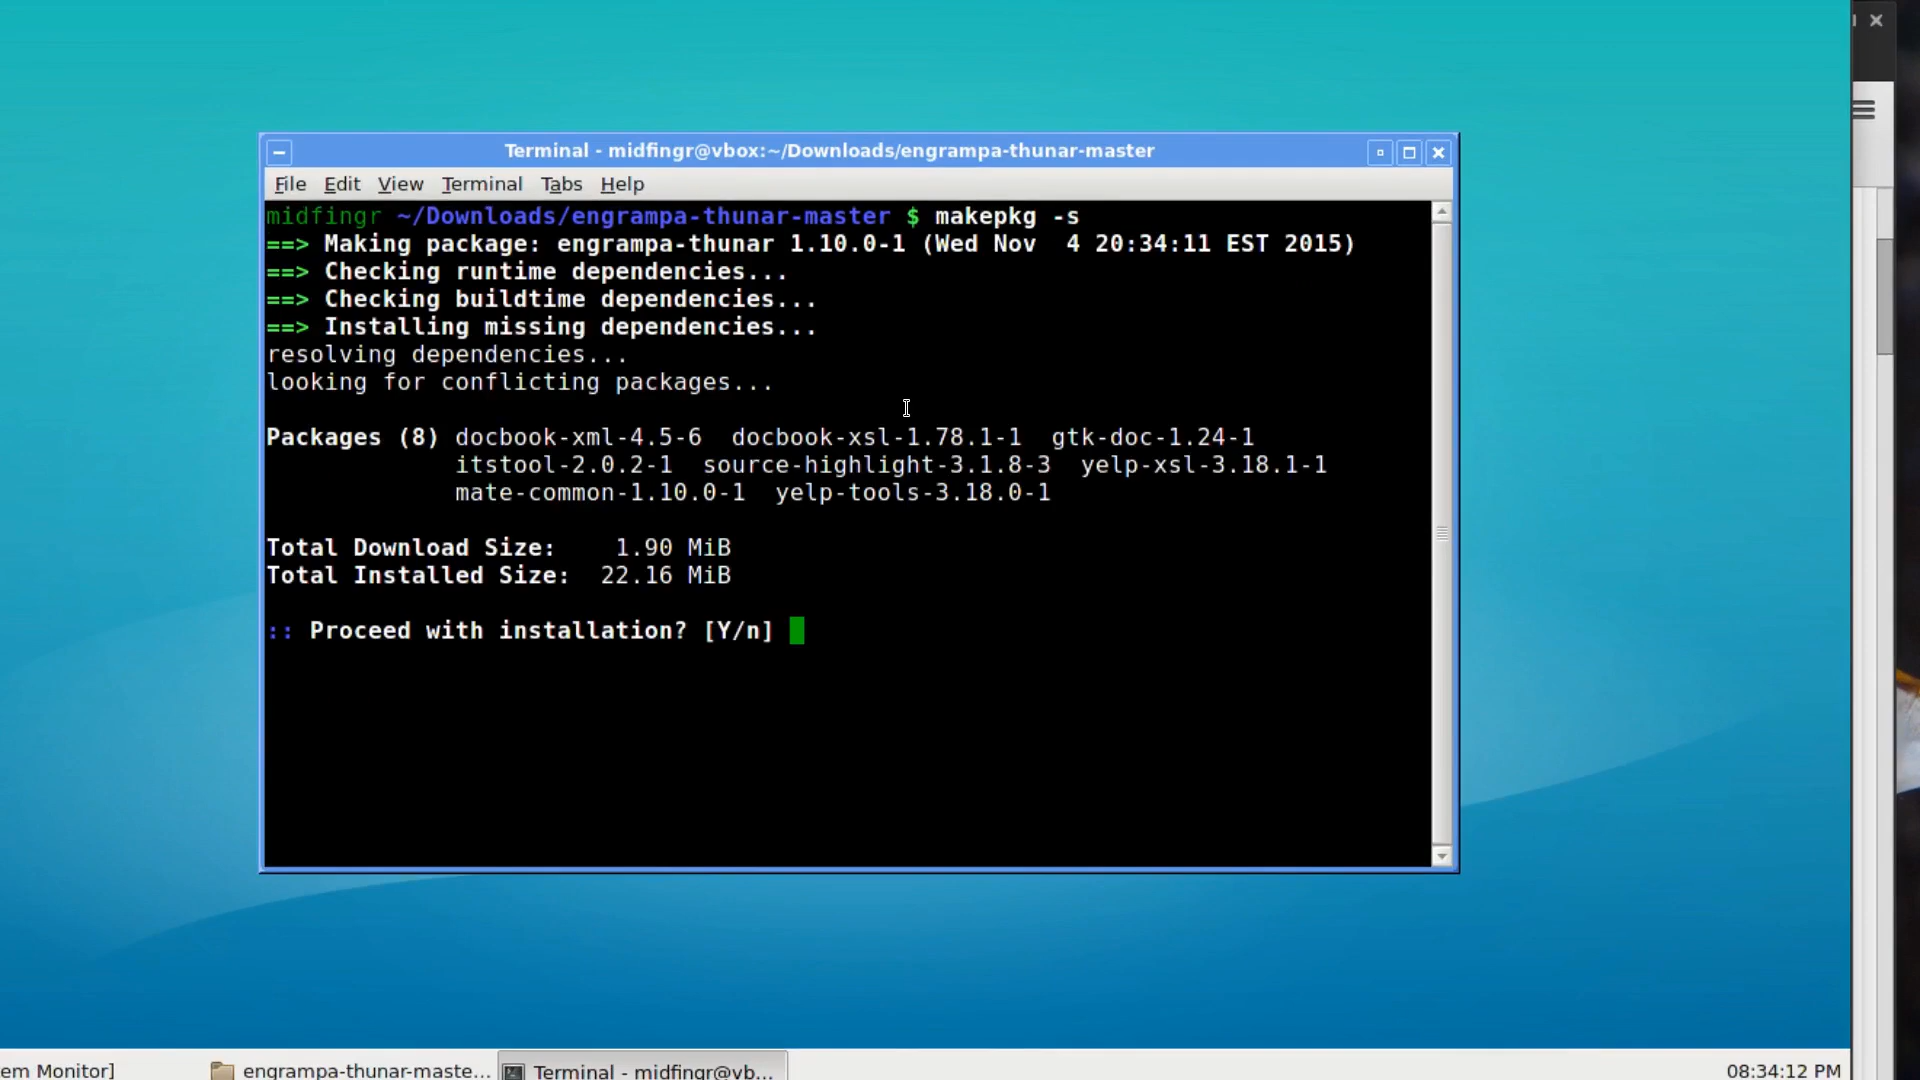 Terminal - midfingr@vbox:~/Downloads/engrampa-thunar-master
File Edit View Terminal Tabs Help
midfingr ~/Downloads/engrampa-thunar-master $ makepkg -s
==> Making package: engrampa-thunar 1.10.0-1 (Wed Nov  4 20:34:11 EST 2015)
==> Checking runtime dependencies...
==> Checking buildtime dependencies...
==> Installing missing dependencies...
resolving dependencies...
looking for conflicting packages...
Packages (8) docbook-xml-4.5-6  docbook-xsl-1.78.1-1  gtk-doc-1.24-1
itstool-2.0.2-1  source-highlight-3.1.8-3  yelp-xsl-3.18.1-1
mate-common-1.10.0-1  yelp-tools-3.18.0-1
Total Download Size:    1.90 MiB
Total Installed Size:  22.16 MiB
:: Proceed with installation? [Y/n]
em Monitor] engrampa-thunar-maste... Terminal - midfingr@vb... 08:34:12 PM